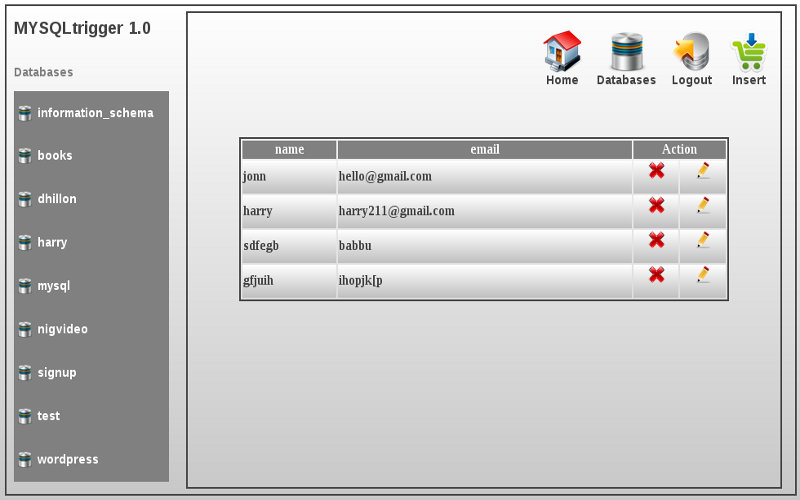 MYSQLtrigger 1.0
Databases
information_schema
books
dhillon
harry
mysql
nigvideo
signup
test
wordpress
Home Databases Logout Insert
name email Action
jonn hello@gmail.com
harry harry211@gmail.com
sdfegb babbu
gfjuih ihopjk[p